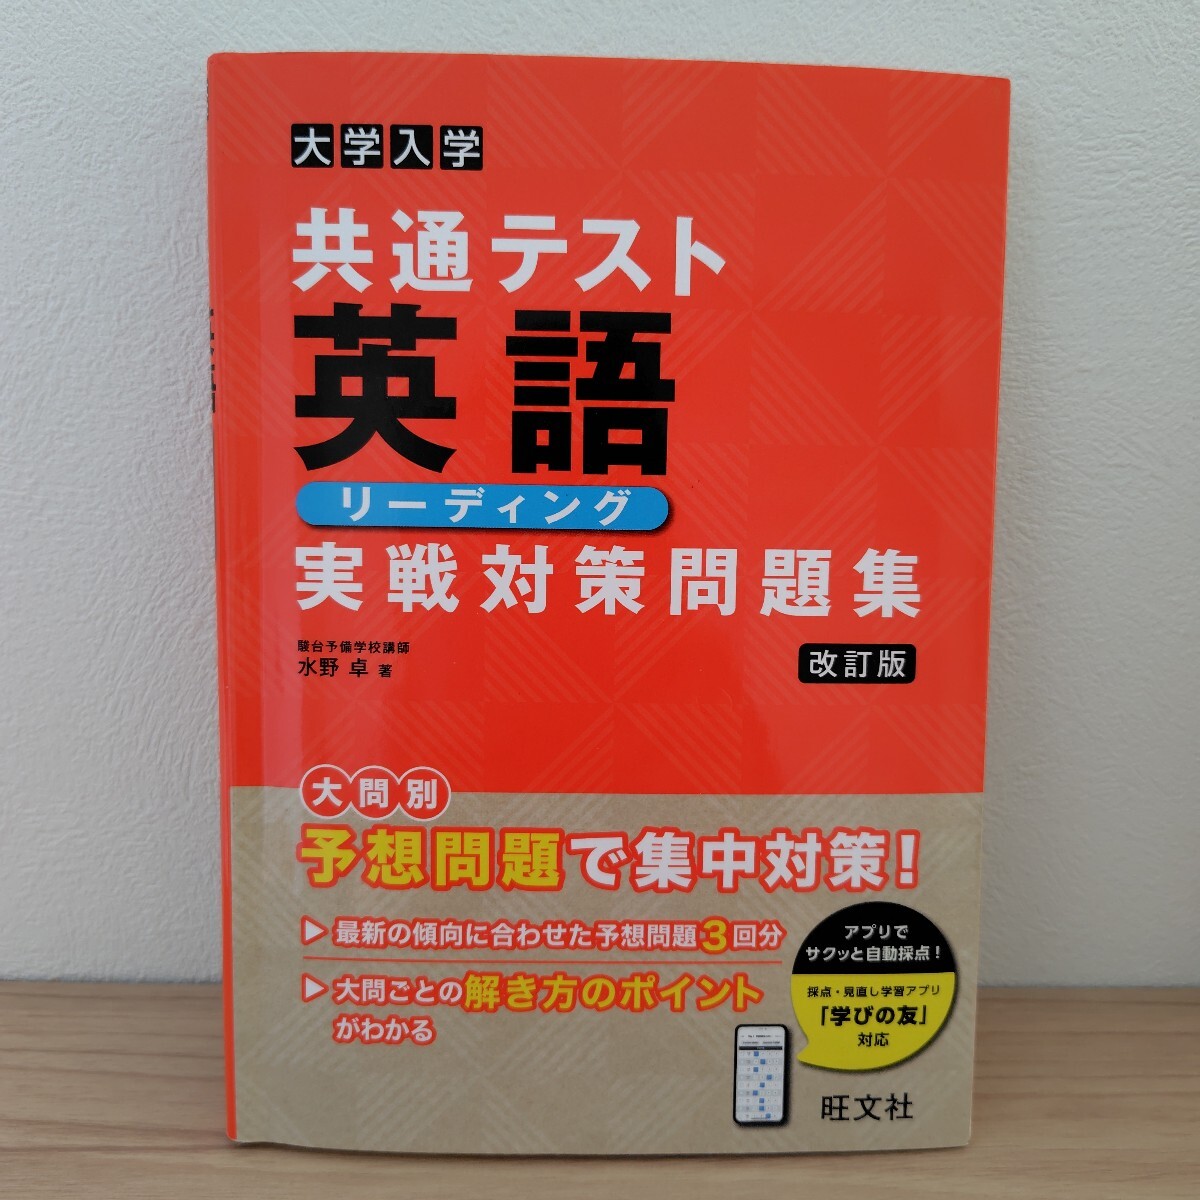 大学入学
共通テスト
英語
リーディング
実戦対策問題集
駿台予備学校講師
水野 卓 著
改訂版
大問別
予想問題で集中対策!
▶最新の傾向に合わせた予想問題3回分
▶大問ごとの解き方のポイント
がわかる
アプリで
サクッと自動採点!
採点・見直し学習アプリ
「学びの友」
対応
旺文社